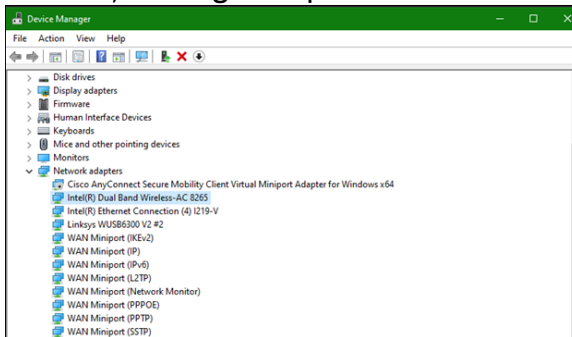 Device Manager
File Action View Help
Disk drives
Display adapters
Firmware
Human Interface Devices
Keyboards
Mice and other pointing devices
Monitors
Network adapters
Cisco AnyConnect Secure Mobility Client Virtual Miniport Adapter for Windows x64
Intel(R) Dual Band Wireless-AC 8265
Intel(R) Ethernet Connection (4) I219-V
Linksys WUSB6300 V2 #2
WAN Miniport (IKEv2)
WAN Miniport (IP)
WAN Miniport (IPv6)
WAN Miniport (L2TP)
WAN Miniport (Network Monitor)
WAN Miniport (PPPOE)
WAN Miniport (PPTP)
WAN Miniport (SSTP)